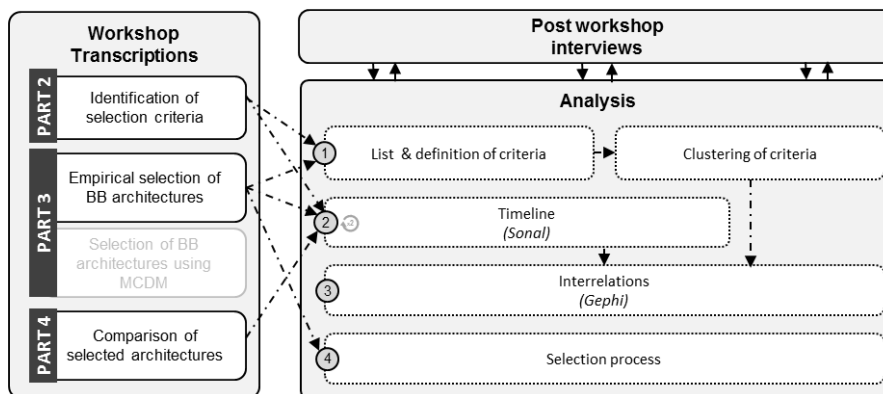 Workshop
Transcriptions
PART 2
Identification of
selection criteria
PART 3
Empirical selection of
BB architectures
Selection of BB
architectures using
MCDM
PART 4
Comparison of
selected architectures
Post workshop
interviews
Analysis
1
List & definition of criteria
Clustering of criteria
2
x2
Timeline
(Sonal)
3
Interrelations
(Gephi)
4
Selection process